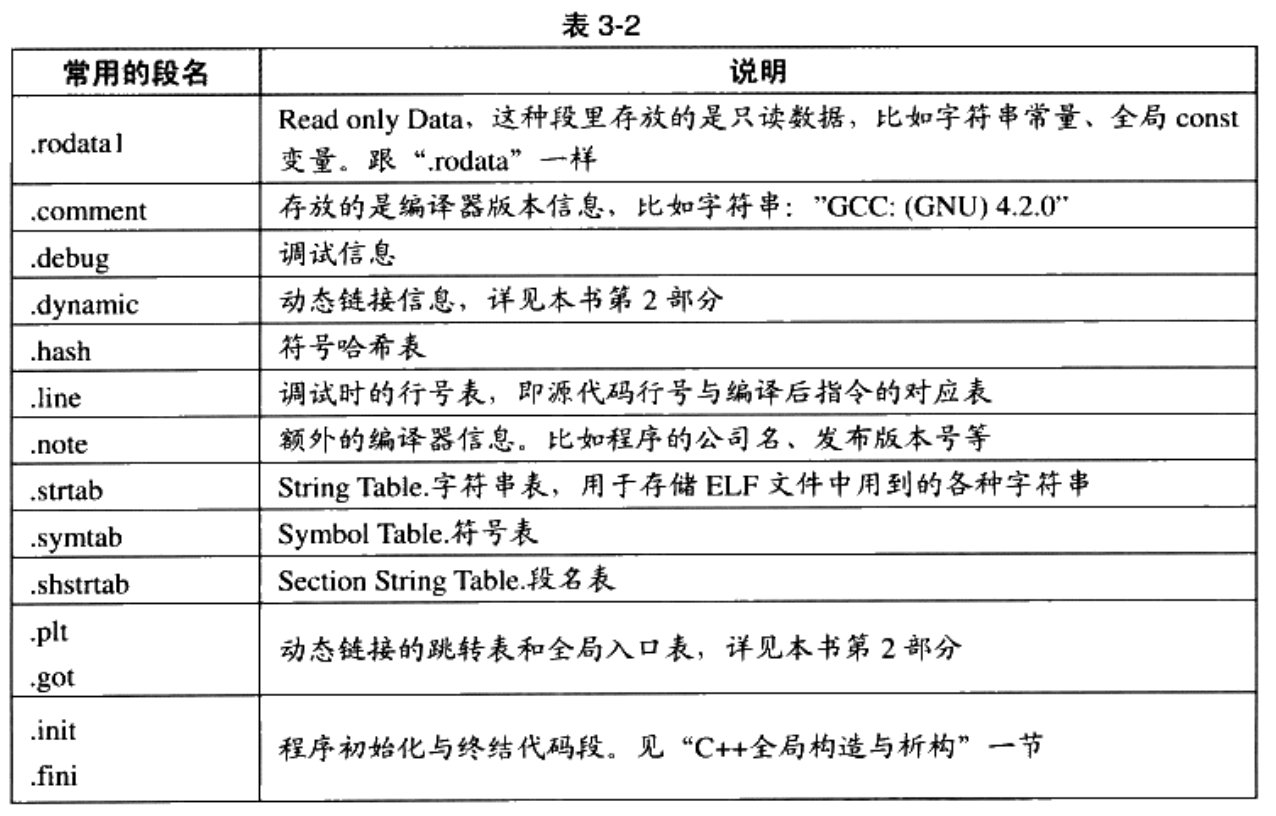 表 3-2
常用的段名 说明
.rodata1 Read only Data，这种段里存放的是只读数据，比如字符串常量、全局 const
变量。跟“.rodata”一样
.comment 存放的是编译器版本信息，比如字符串：”GCC: (GNU) 4.2.0”
.debug 调试信息
.dynamic 动态链接信息，详见本书第 2 部分
.hash 符号哈希表
.line 调试时的行号表，即源代码行号与编译后指令的对应表
.note 额外的编译器信息。比如程序的公司名、发布版本号等
.strtab String Table.字符串表，用于存储 ELF 文件中用到的各种字符串
.symtab Symbol Table.符号表
.shstrtab Section String Table.段名表
.plt
.got
动态链接的跳转表和全局入口表，详见本书第 2 部分
.init
.fini
程序初始化与终结代码段。见“C++全局构造与析构”一节